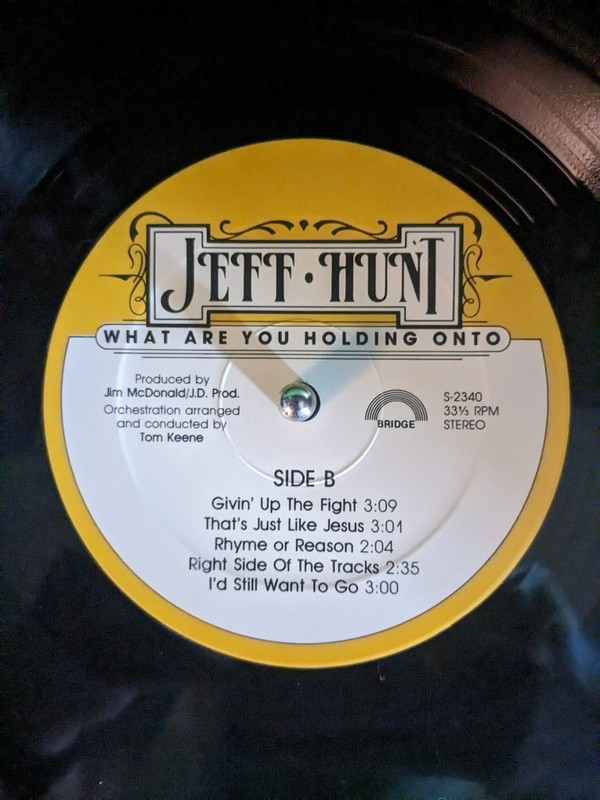 JEFF • HUNT
WHAT ARE YOU HOLDING ONTO
Produced by
Jim McDonald/J.D. Prod.
Orchestration arranged
and conducted by
Tom Keene
BRIDGE
S-2340
33⅓ RPM
STEREO
SIDE B
Givin' Up The Fight 3:09
That's Just Like Jesus 3:01
Rhyme or Reason 2:04
Right Side Of The Tracks 2:35
I'd Still Want To Go 3:00